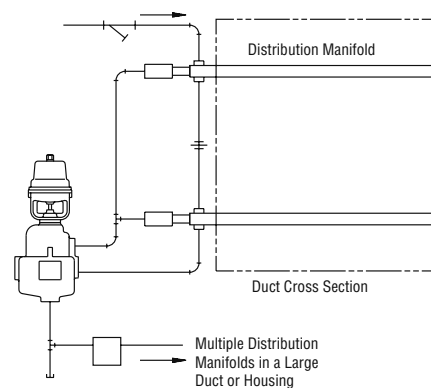 Distribution Manifold
Duct Cross Section
Multiple Distribution
Manifolds in a Large
Duct or Housing